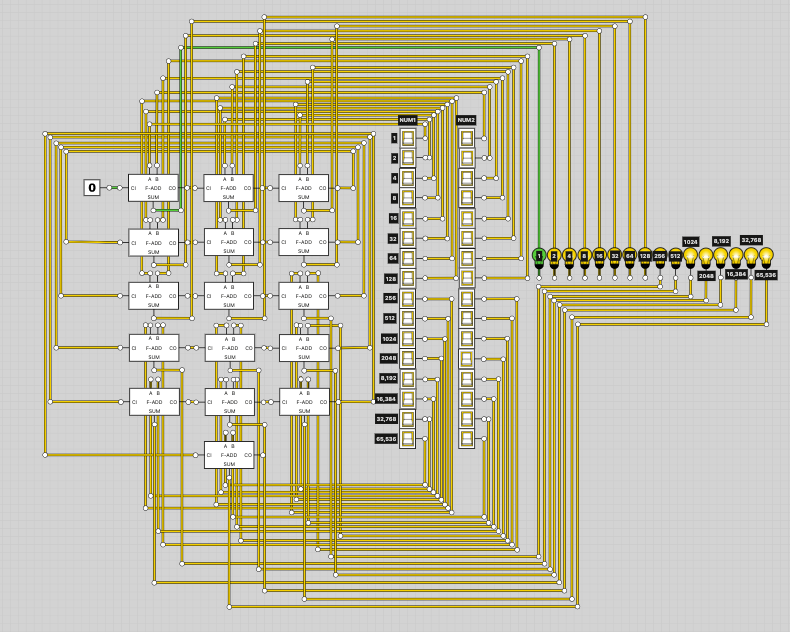 NUM1 NUM2
1
2
4
8
16
32
64
128
256
512
1024
2048
8,192
16,384
32,768
65,536
0
A B
CI F-ADD CO
SUM
A B
CI F-ADD CO
SUM
A B
CI F-ADD CO
SUM
A B
CI F-ADD CO
SUM
A B
CI F-ADD CO
SUM
A B
CI F-ADD CO
SUM
A B
CI F-ADD CO
SUM
A B
CI F-ADD CO
SUM
A B
CI F-ADD CO
SUM
A B
CI F-ADD CO
SUM
A B
CI F-ADD CO
SUM
A B
CI F-ADD CO
SUM
A B
CI F-ADD CO
SUM
A B
CI F-ADD CO
SUM
A B
CI F-ADD CO
SUM
A B
CI F-ADD CO
SUM
1 2 4 8 16 32 64 128 256 512
1024 8,192 32,768
2048 16,384 65,536